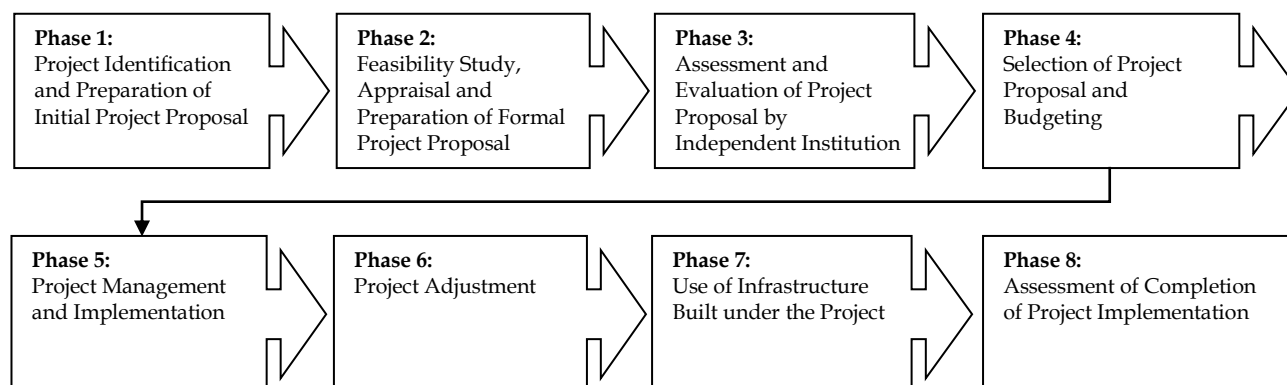 Phase 1:
Project Identification
and Preparation of
Initial Project Proposal
Phase 2:
Feasibility Study,
Appraisal and
Preparation of Formal
Project Proposal
Phase 3:
Assessment and
Evaluation of Project
Proposal by
Independent Institution
Phase 4:
Selection of Project
Proposal and
Budgeting
Phase 5:
Project Management
and Implementation
Phase 6:
Project Adjustment
Phase 7:
Use of Infrastructure
Built under the Project
Phase 8:
Assessment of Completion
of Project Implementation